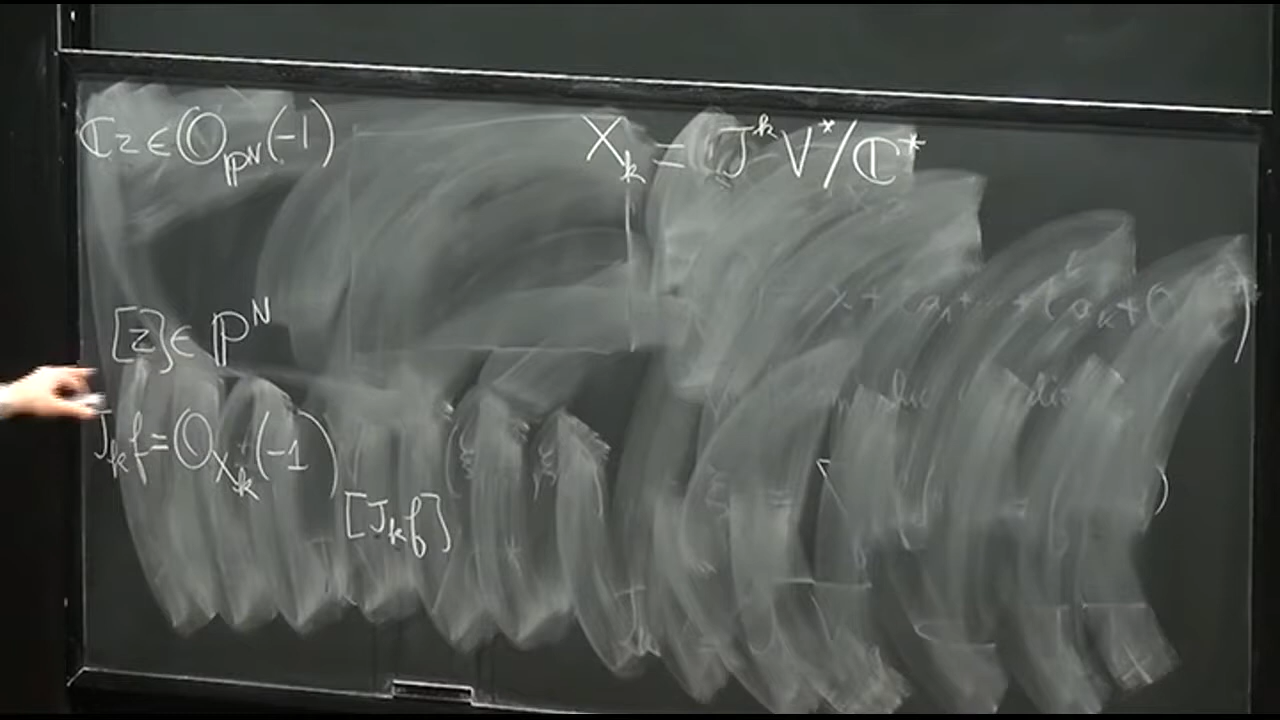 ℂz ∈ 𝒪_{ℙ^N}(-1)
X_k = J^k V^*/ℂ^*
[z] ∈ ℙ^N
J_k f = 𝒪_{X_k}(-1)
[J_k f]